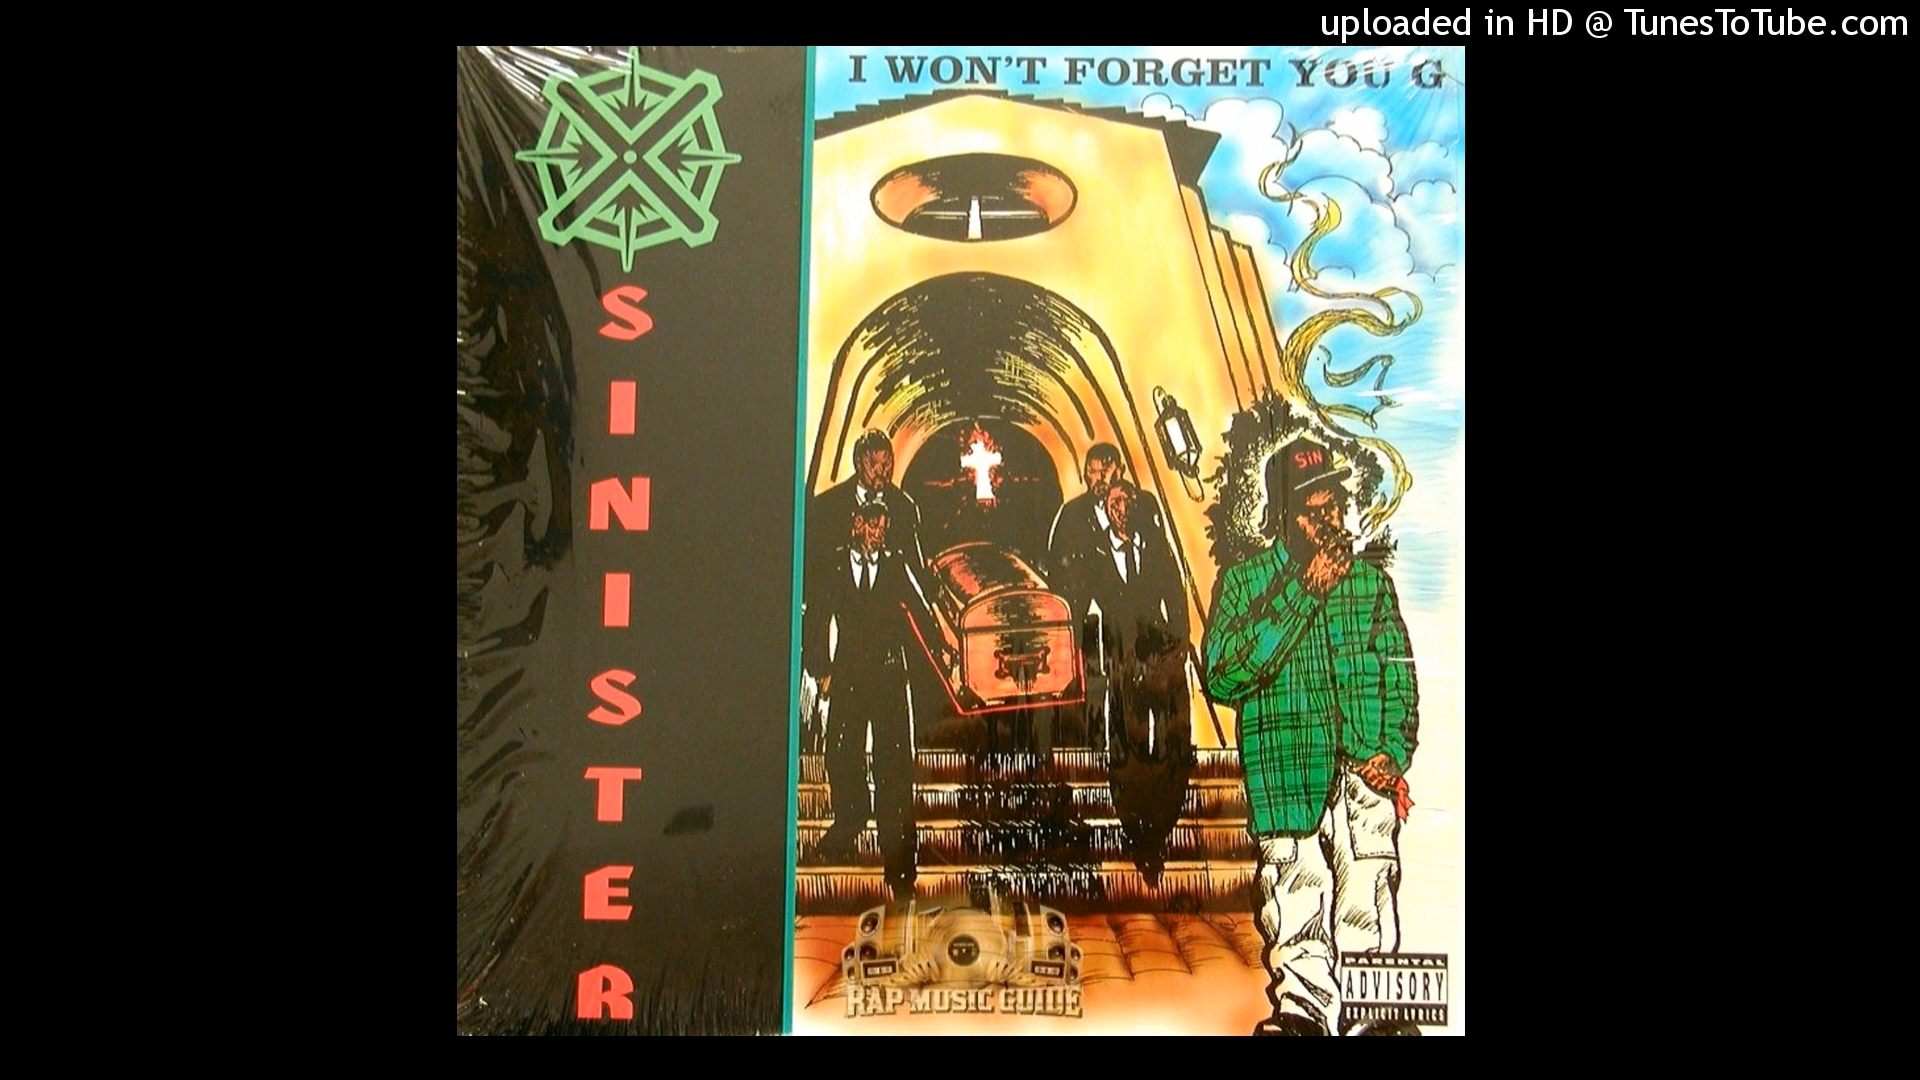 uploaded in HD @ TunesToTube.com
I WON'T FORGET YOU G
SINISTER
SiN
RAP MUSIC GUIDE
PARENTAL
ADVISORY
EXPLICIT LYRICS